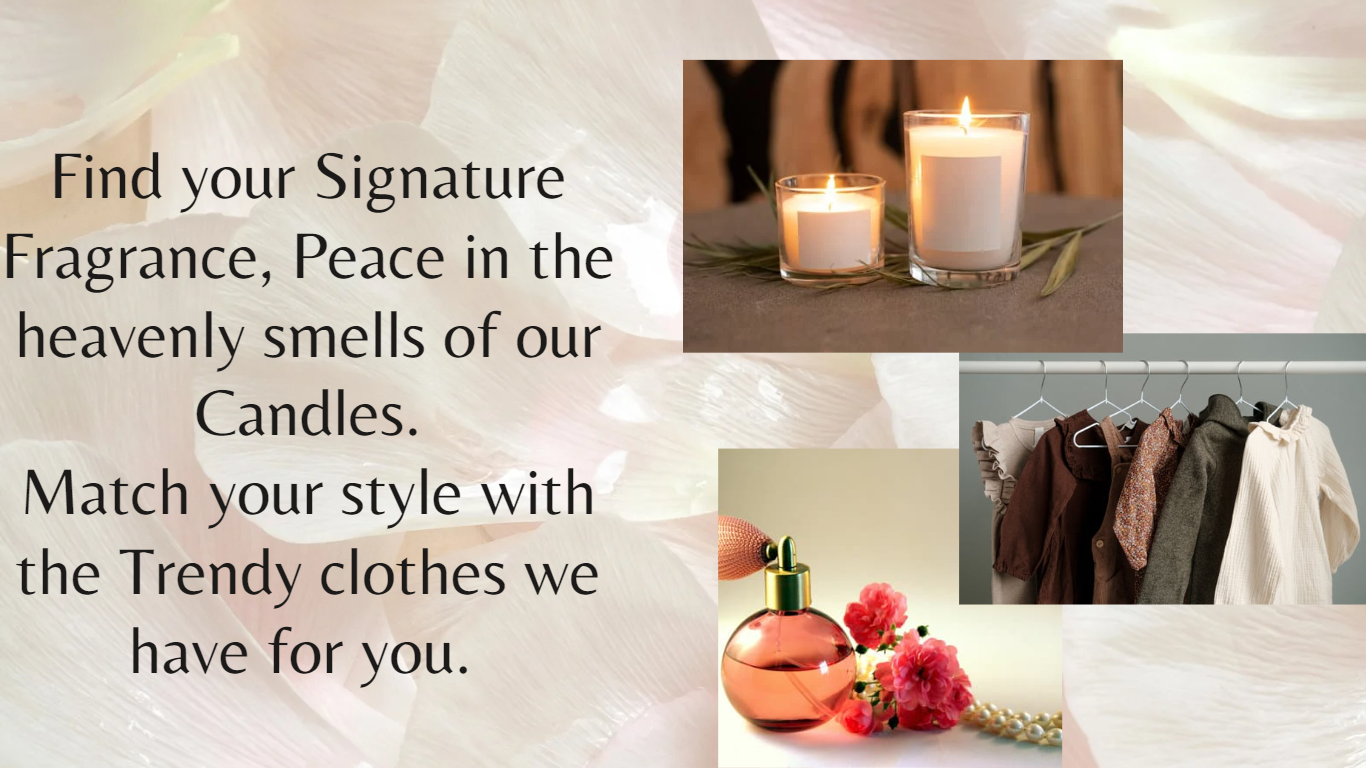 Find your Signature
Fragrance, Peace in the
heavenly smells of our
Candles.
Match your style with
the Trendy clothes we
have for you.